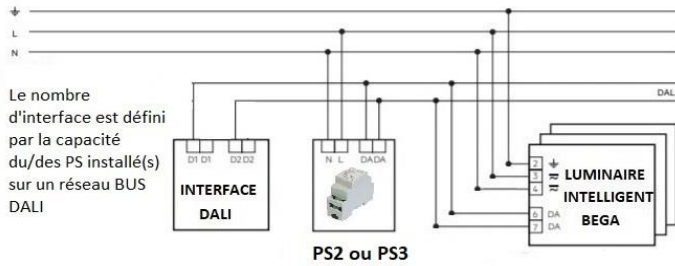 L
N
DAL
Le nombre
d'interface est défini
par la capacité
du/des PS installé(s)
sur un réseau BUS
DALI
D1 D1 D2 D2
INTERFACE
DALI
N L DA DA
PS2 ou PS3
2
3
4
6 DA
7 DA
LUMINAIRE
INTELLIGENT
BEGA